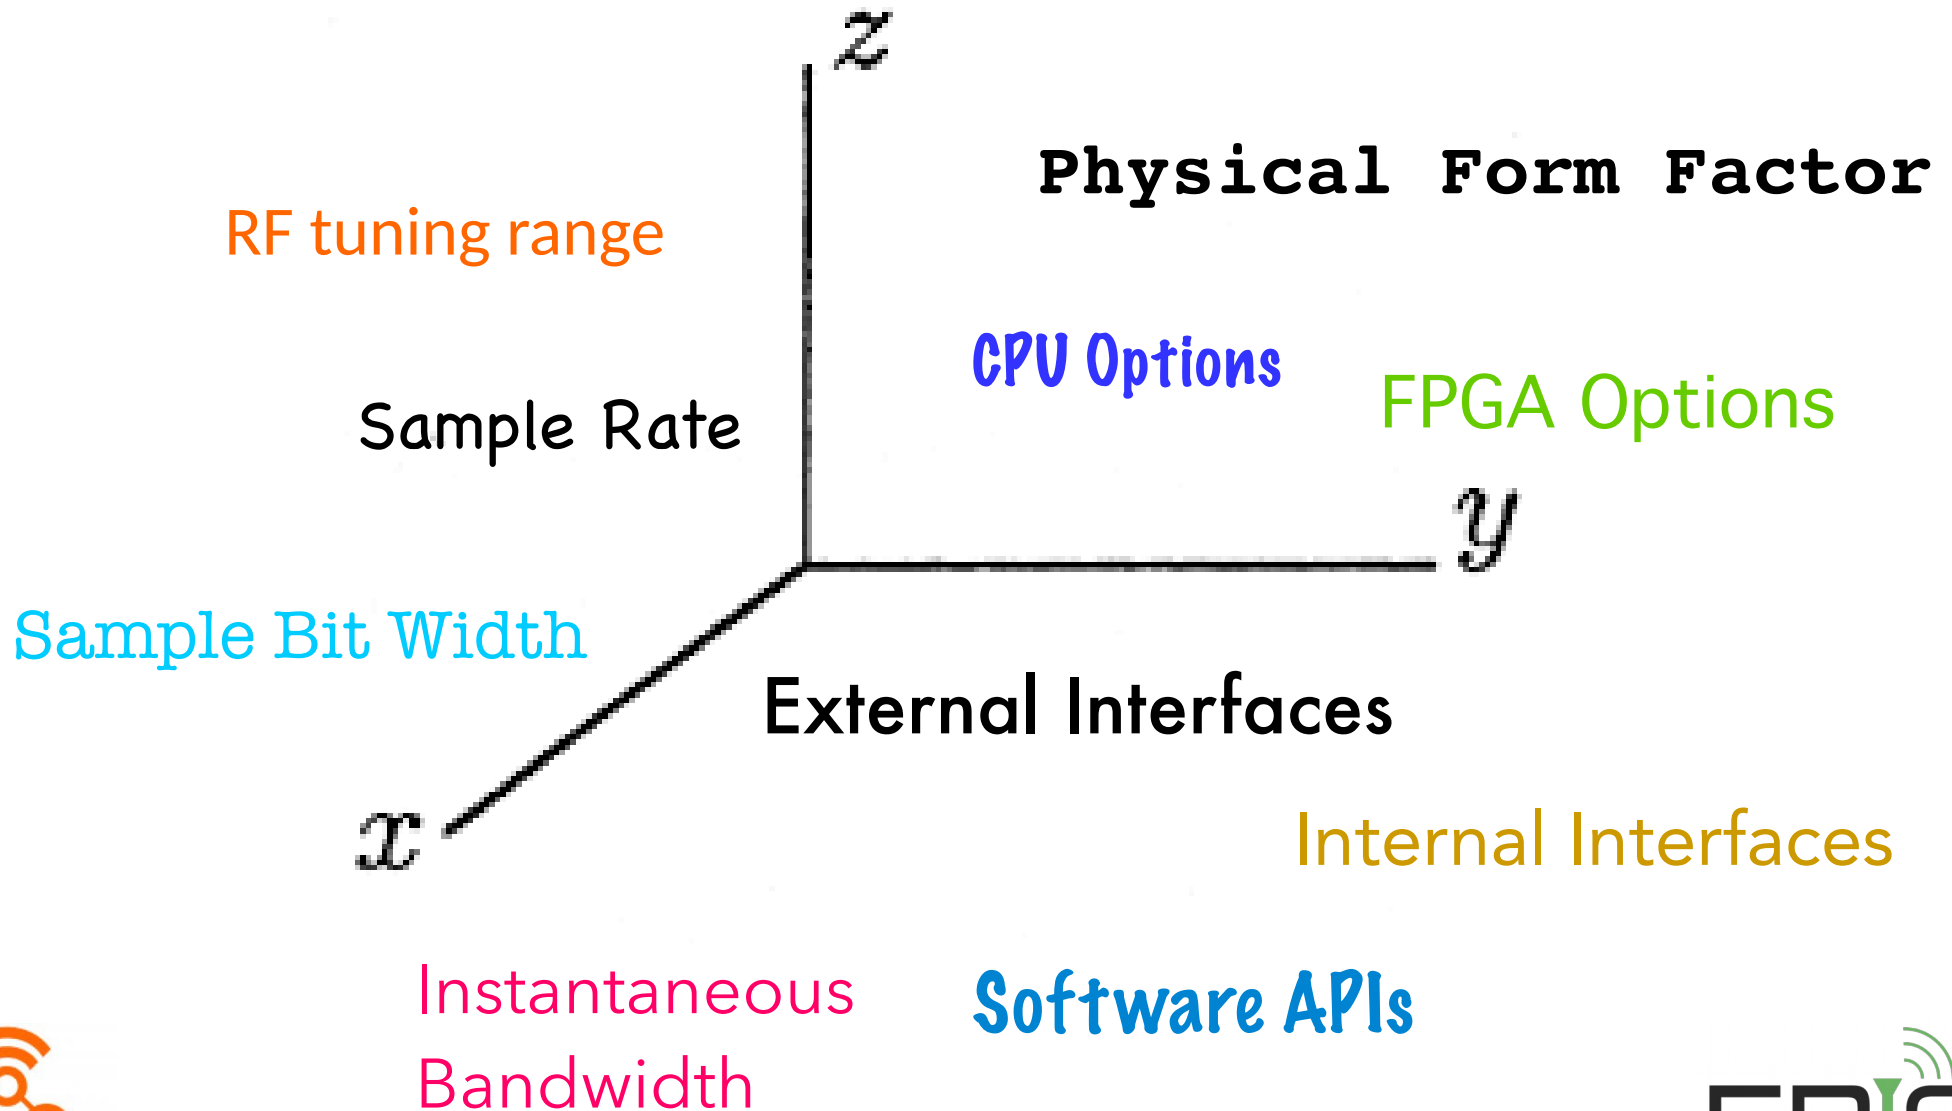 z
Physical Form Factor
RF tuning range
CPU Options
FPGA Options
Sample Rate
y
Sample Bit Width
External Interfaces
x
Internal Interfaces
Instantaneous
Bandwidth
Software APIs